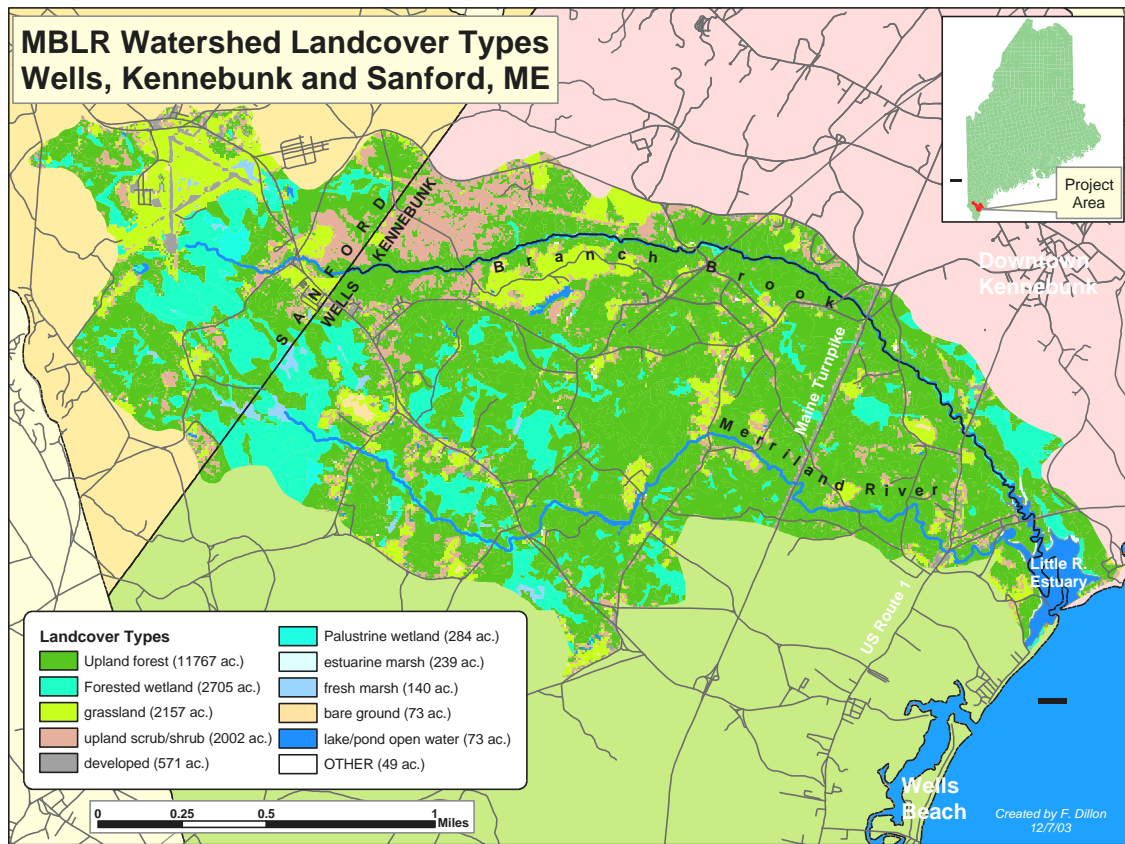 MBLR Watershed Landcover Types
Wells, Kennebunk and Sanford, ME
Project
Area
Downtown
Kennebunk
SANFORD
KENNEBUNK
WELLS
Branch Brook
Maine Turnpike
Merriland River
Little R.
Estuary
US Route 1
Wells
Beach
Landcover Types
Upland forest (11767 ac.)
Forested wetland (2705 ac.)
grassland (2157 ac.)
upland scrub/shrub (2002 ac.)
developed (571 ac.)
Palustrine wetland (284 ac.)
estuarine marsh (239 ac.)
fresh marsh (140 ac.)
bare ground (73 ac.)
lake/pond open water (73 ac.)
OTHER (49 ac.)
0 0.25 0.5 1
Miles
Created by F. Dillon
12/7/03